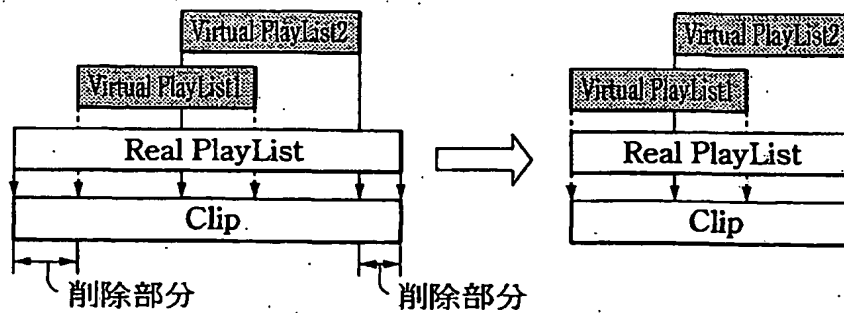 Virtual PlayList2
Virtual PlayList1
Real PlayList
Clip
削除部分
削除部分
Virtual PlayList2
Virtual PlayList1
Real PlayList
Clip